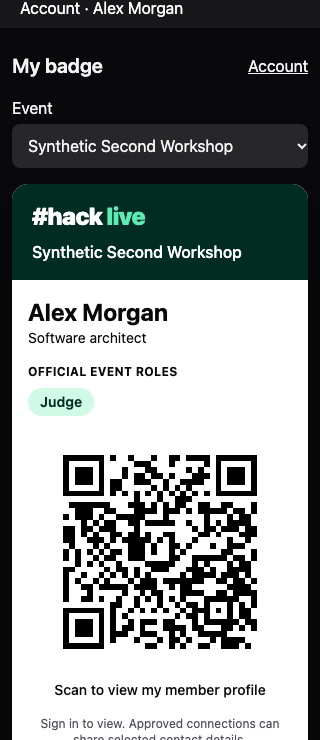 Account · Alex Morgan
My badge
Account
Event
Synthetic Second Workshop
#hack live
Synthetic Second Workshop
Alex Morgan
Software architect
OFFICIAL EVENT ROLES
Judge
Scan to view my member profile
Sign in to view. Approved connections can
share selected contact details.